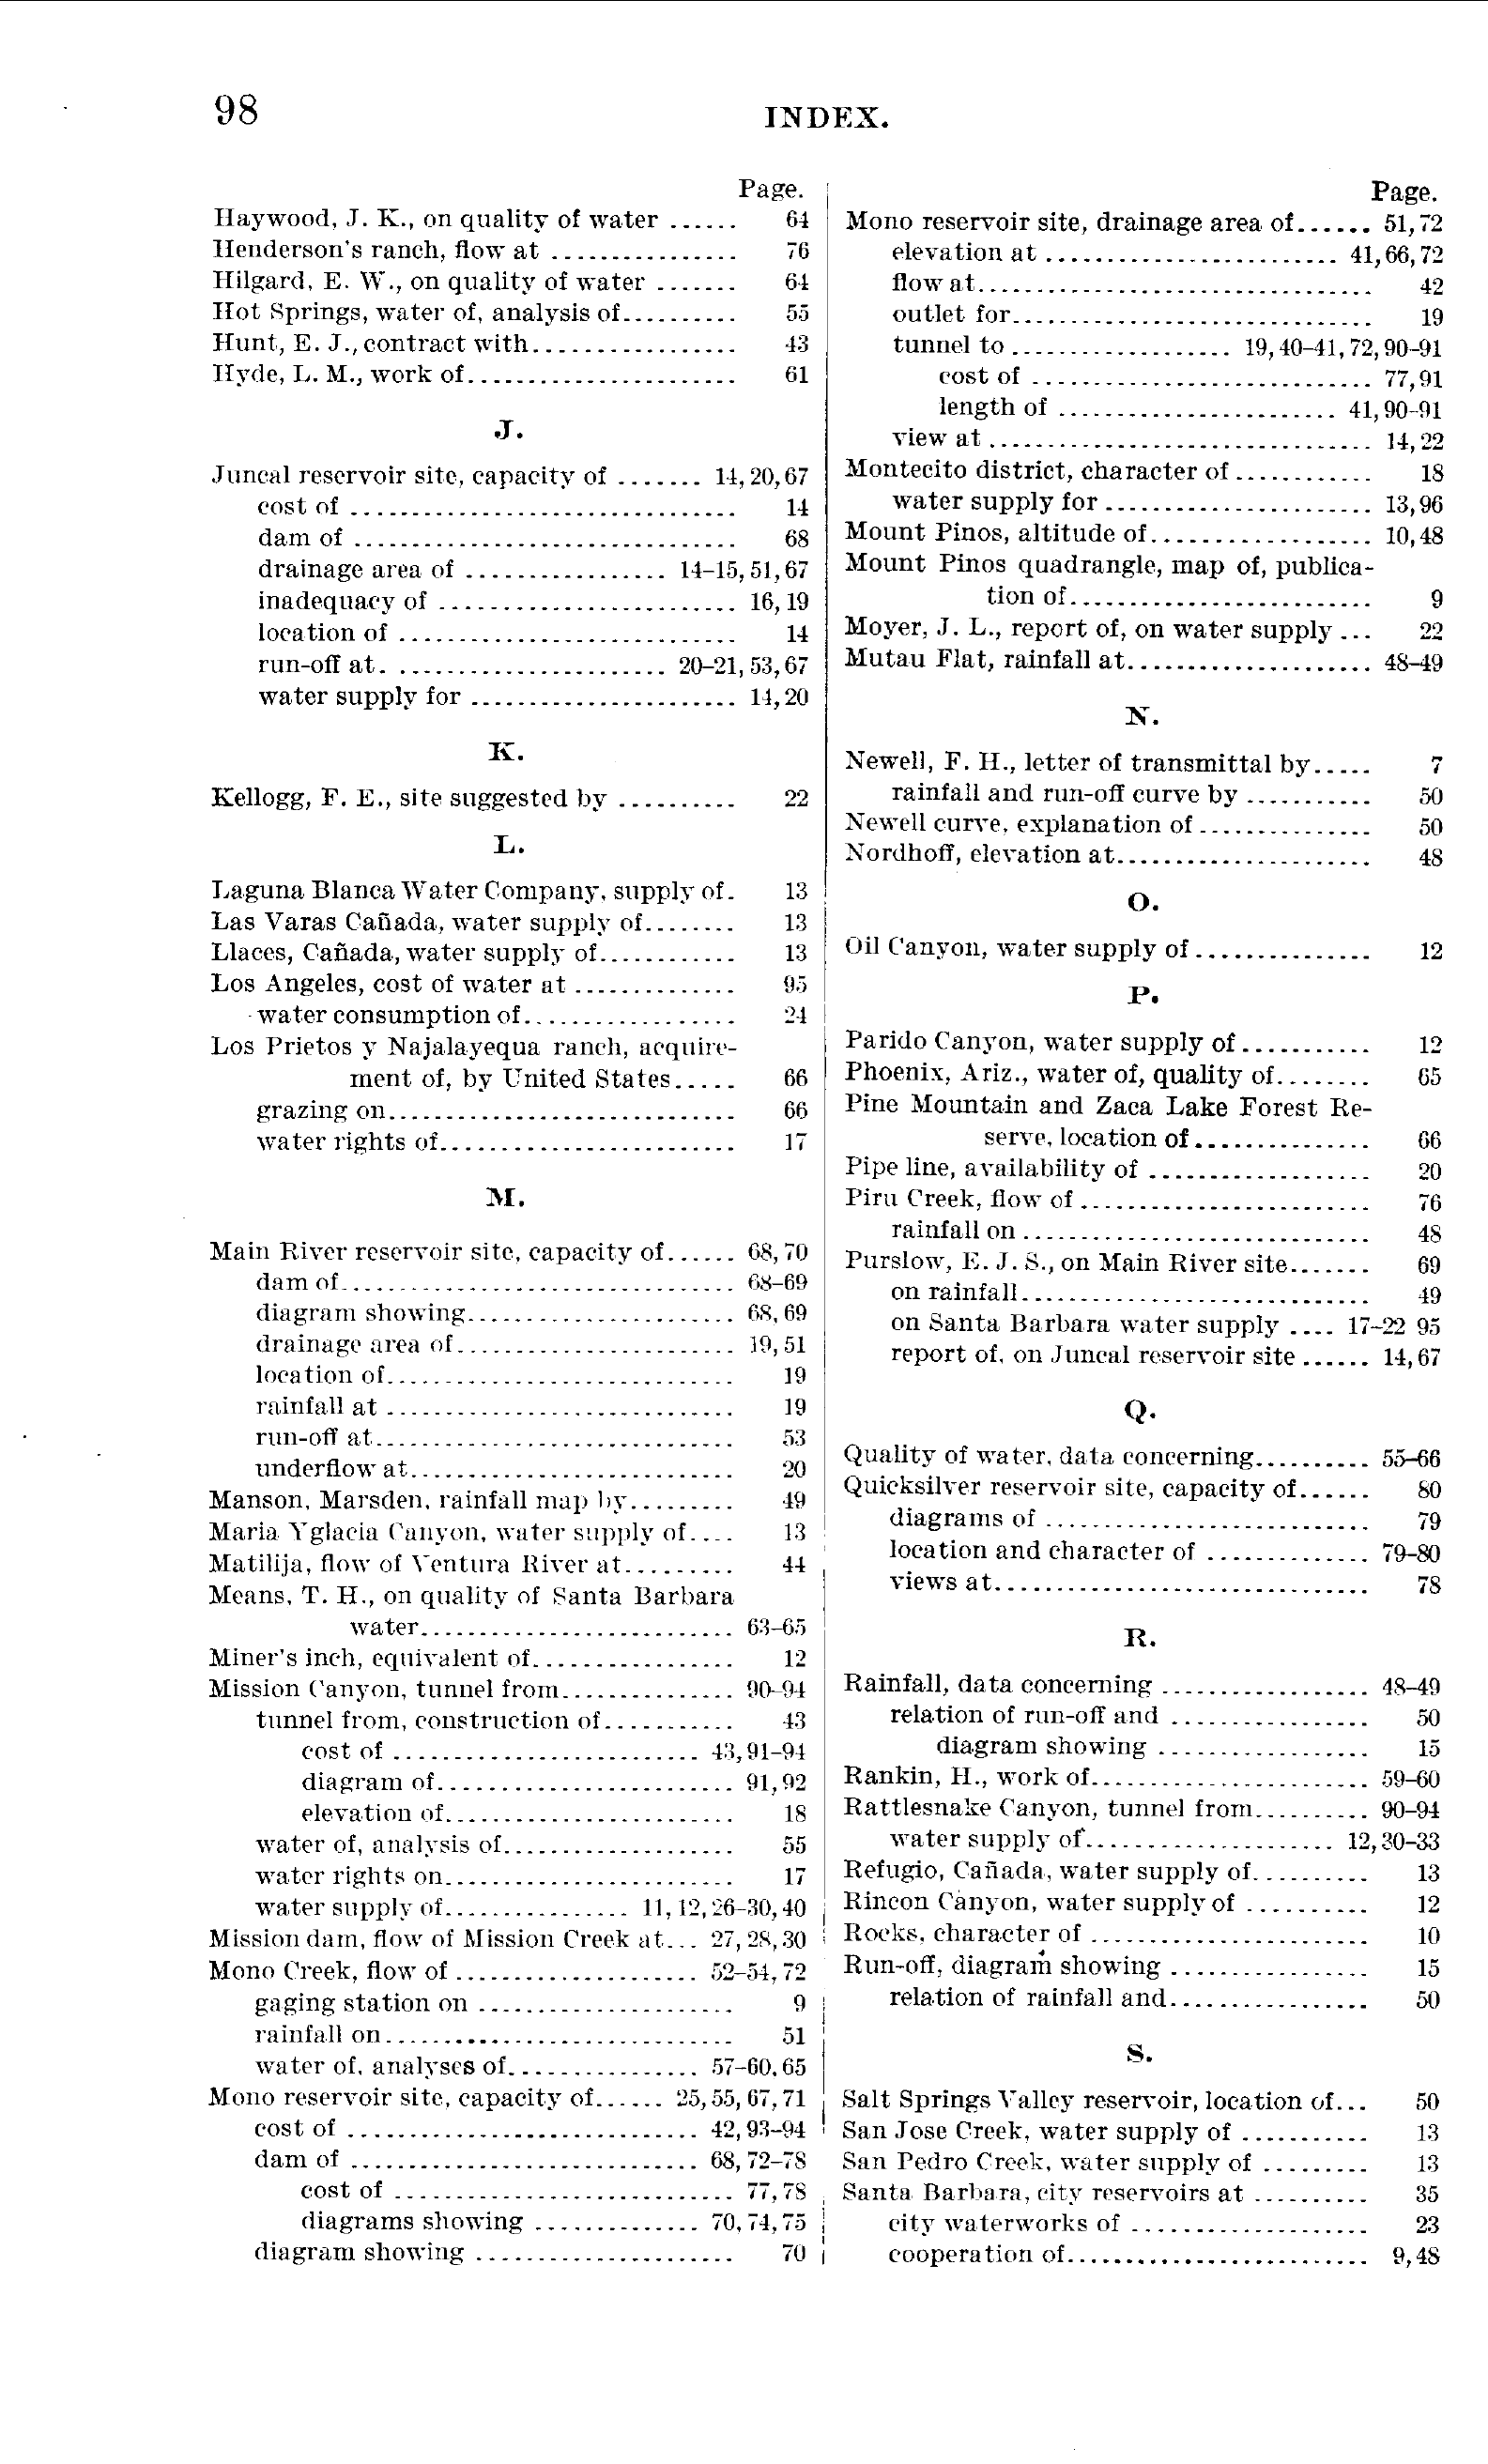 98
INDEX.
Page.
Haywood, J. K., on quality of water ...... 64
Henderson's ranch, flow at ................ 76
Hilgard, E. W., on quality of water ....... 64
Hot Springs, water of, analysis of.......... 55
Hunt, E. J., contract with.................. 43
Hyde, L. M., work of....................... 61
J.
Juncal reservoir site, capacity of ....... 14, 20, 67
cost of ................................. 14
dam of ................................. 68
drainage area of ................. 14–15, 51, 67
inadequacy of .......................... 16, 19
location of ............................. 14
run-off at. ....................... 20–21, 53, 67
water supply for ....................... 14, 20
K.
Kellogg, F. E., site suggested by .......... 22
L.
Laguna Blanca Water Company, supply of. 13
Las Varas Cañada, water supply of........ 13
Llaces, Cañada, water supply of............ 13
Los Angeles, cost of water at .............. 95
water consumption of.................. 24
Los Prietos y Najalayequa ranch, acquire-
ment of, by United States..... 66
grazing on.............................. 66
water rights of......................... 17
M.
Main River reservoir site, capacity of...... 68, 70
dam of.................................. 68–69
diagram showing....................... 68, 69
drainage area of........................ 19, 51
location of.............................. 19
rainfall at .............................. 19
run-off at............................... 53
underflow at............................ 20
Manson, Marsden, rainfall map by......... 49
Maria Yglacia Canyon, water supply of.... 13
Matilija, flow of Ventura River at.......... 44
Means, T. H., on quality of Santa Barbara
water........................... 63–65
Miner's inch, equivalent of................. 12
Mission Canyon, tunnel from............... 90–94
tunnel from, construction of........... 43
cost of .......................... 43, 91–94
diagram of......................... 91, 92
elevation of......................... 18
water of, analysis of.................... 55
water rights on......................... 17
water supply of................ 11, 12, 26–30, 40
Mission dam, flow of Mission Creek at... 27, 28, 30
Mono Creek, flow of ..................... 52–54, 72
gaging station on ...................... 9
rainfall on.............................. 51
water of, analyses of................ 57–60, 65
Mono reservoir site, capacity of...... 25, 55, 67, 71
cost of .............................. 42, 93–94
dam of .............................. 68, 72–78
cost of ............................. 77, 78
diagrams showing .............. 70, 74, 75
diagram showing ...................... 70
Page.
Mono reservoir site, drainage area of...... 51, 72
elevation at ......................... 41, 66, 72
flow at.................................. 42
outlet for............................... 19
tunnel to ................... 19, 40–41, 72, 90–91
cost of ............................. 77, 91
length of ........................ 41, 90–91
view at ................................. 14, 22
Montecito district, character of ............ 18
water supply for ....................... 13, 96
Mount Pinos, altitude of................... 10, 48
Mount Pinos quadrangle, map of, publica-
tion of.......................... 9
Moyer, J. L., report of, on water supply ... 22
Mutau Flat, rainfall at..................... 48–49
N.
Newell, F. H., letter of transmittal by..... 7
rainfall and run-off curve by ........... 50
Newell curve, explanation of ............... 50
Nordhoff, elevation at...................... 48
O.
Oil Canyon, water supply of ............... 12
P.
Parido Canyon, water supply of ........... 12
Phoenix, Ariz., water of, quality of........ 65
Pine Mountain and Zaca Lake Forest Re-
serve, location of............... 66
Pipe line, availability of ................... 20
Piru Creek, flow of ......................... 76
rainfall on .............................. 48
Purslow, E. J. S., on Main River site....... 69
on rainfall.............................. 49
on Santa Barbara water supply .... 17–22 95
report of, on Juncal reservoir site ...... 14, 67
Q.
Quality of water, data concerning.......... 55–66
Quicksilver reservoir site, capacity of...... 80
diagrams of ............................ 79
location and character of .............. 79–80
views at................................ 78
R.
Rainfall, data concerning .................. 48–49
relation of run-off and ................. 50
diagram showing .................. 15
Rankin, H., work of........................ 59–60
Rattlesnake Canyon, tunnel from.......... 90–94
water supply of..................... 12, 30–33
Refugio, Cañada, water supply of.......... 13
Rincon Canyon, water supply of .......... 12
Rocks, character of ........................ 10
Run-off, diagram showing ................. 15
relation of rainfall and................. 50
S.
Salt Springs Valley reservoir, location of... 50
San Jose Creek, water supply of ........... 13
San Pedro Creek, water supply of ......... 13
Santa Barbara, city reservoirs at .......... 35
city waterworks of .................... 23
cooperation of.......................... 9, 48